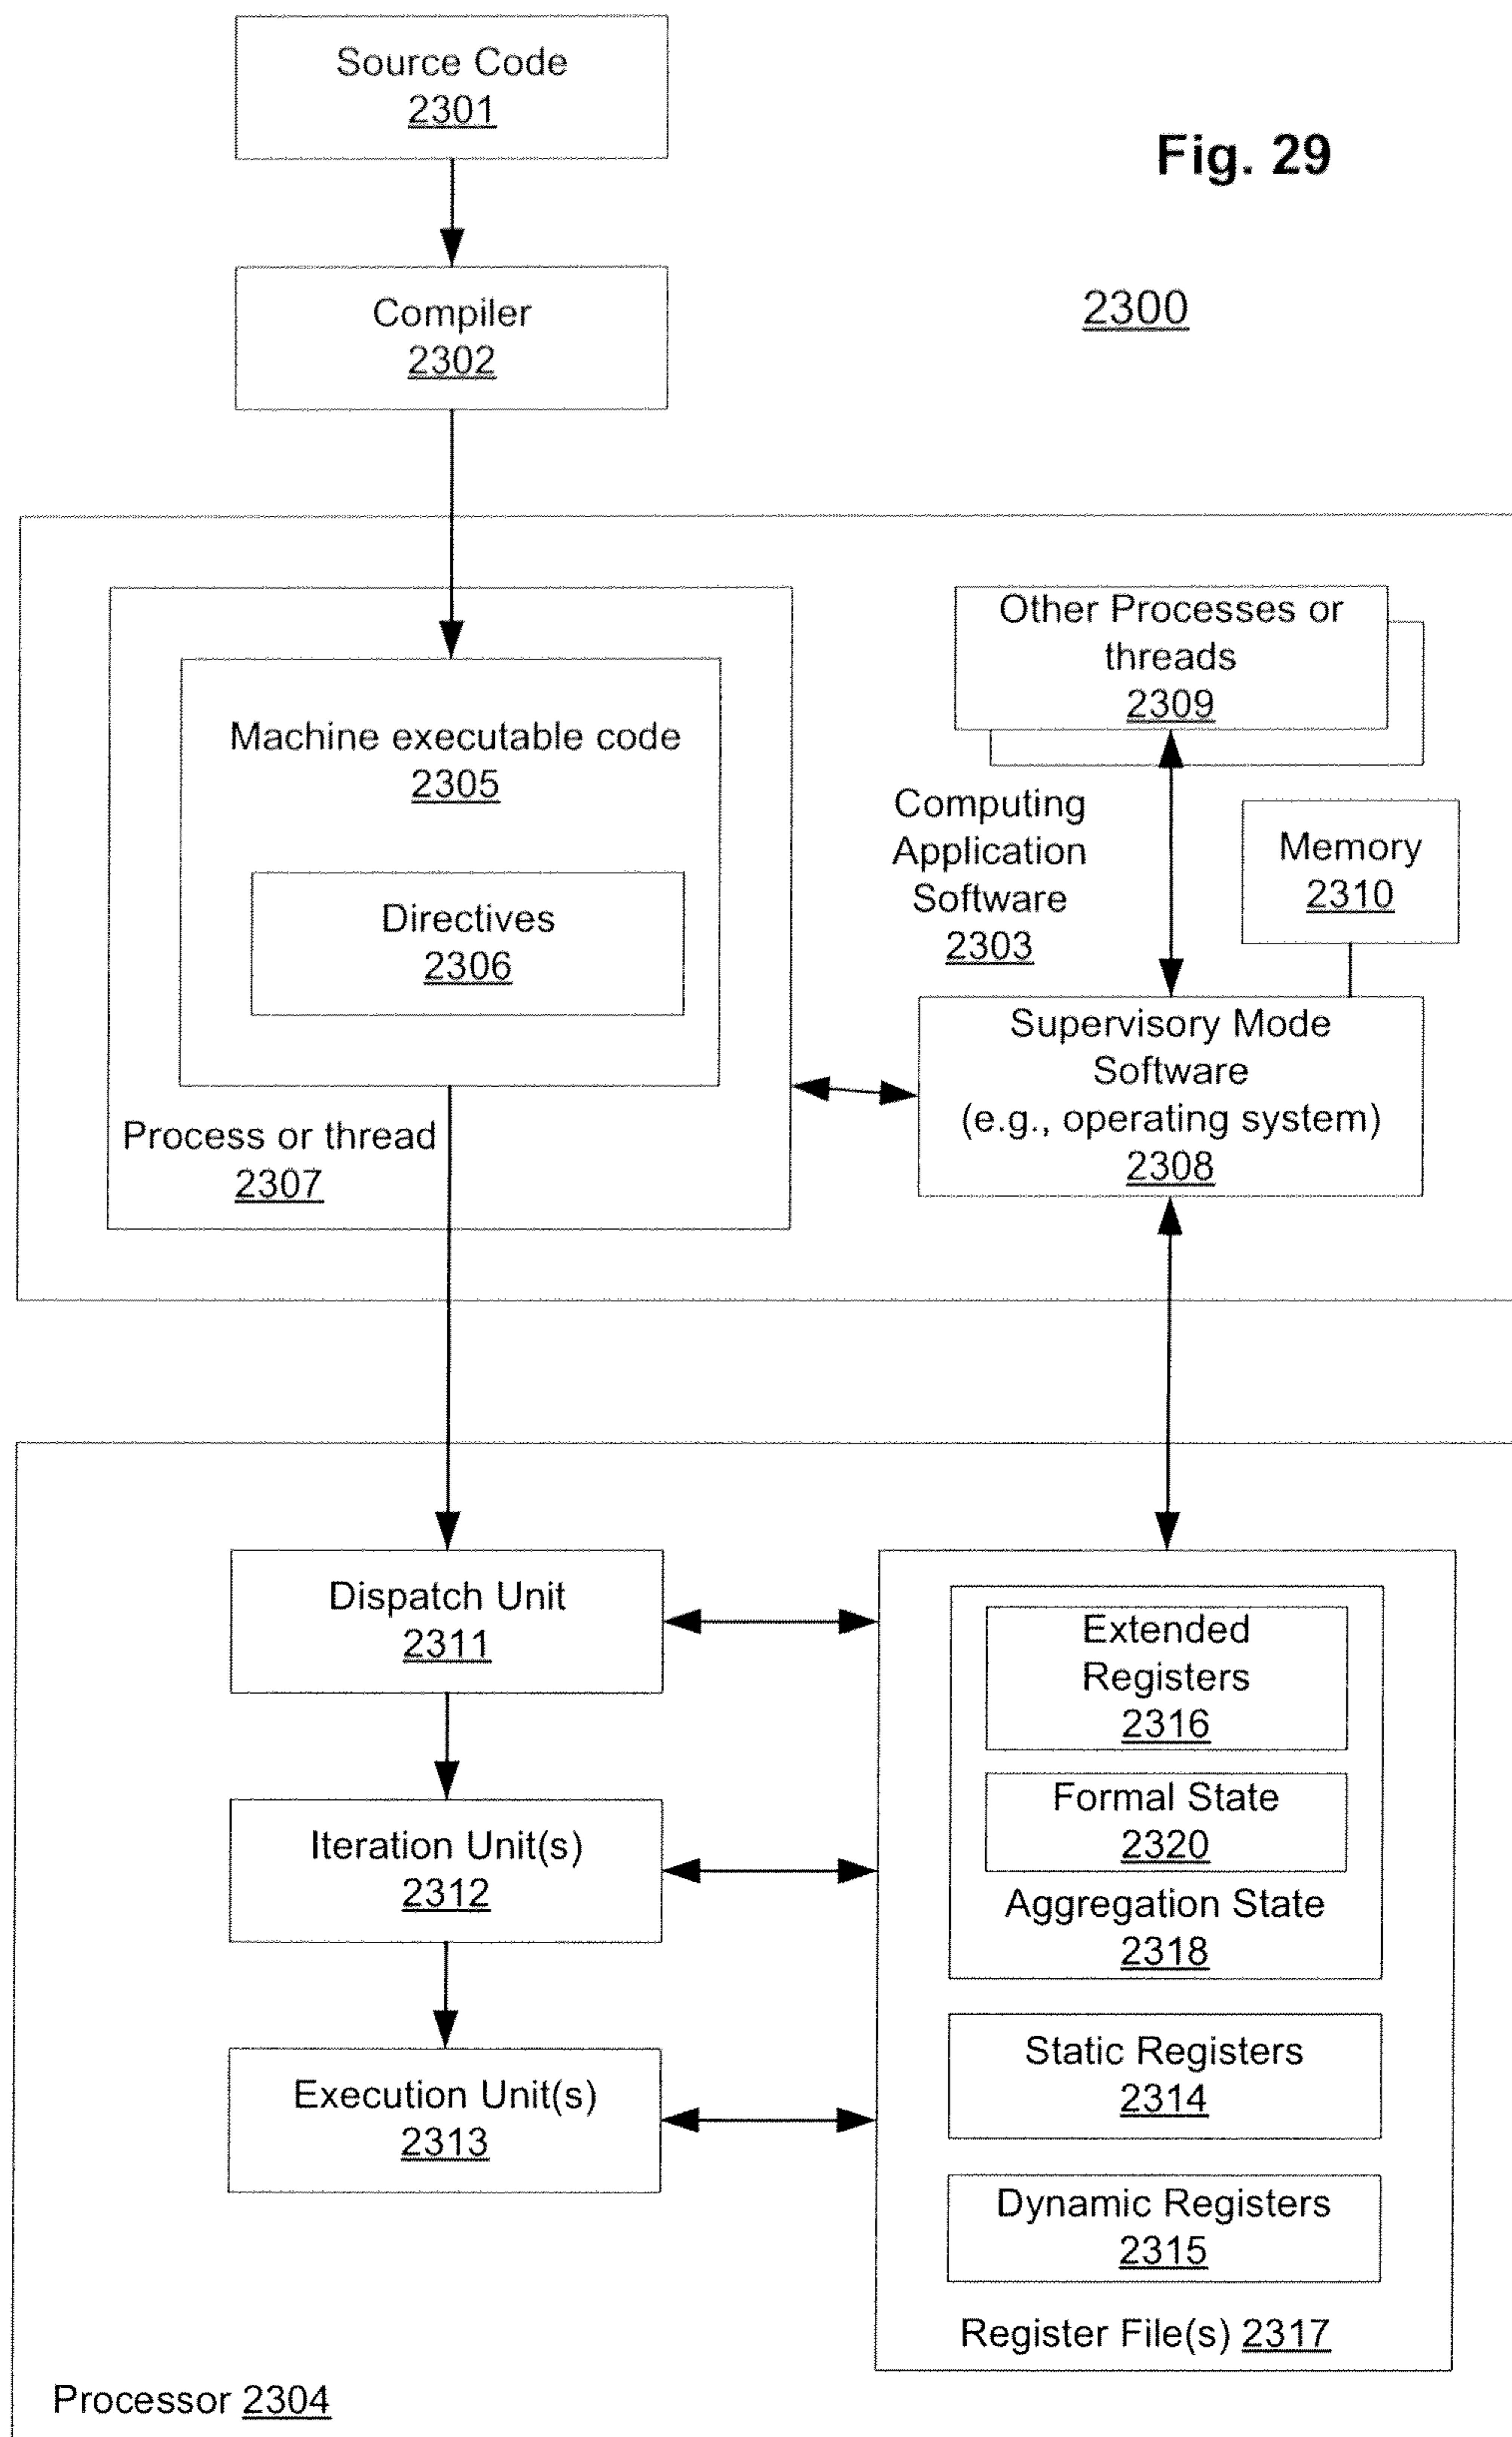 Source Code
2301
Fig. 29
Compiler
2302
2300
Other Processes or
threads
2309
Machine executable code
2305
Computing
Application
Software
2303
Memory
2310
Directives
2306
Supervisory Mode
Software
(e.g., operating system)
2308
Process or thread
2307
Dispatch Unit
2311
Extended
Registers
2316
Formal State
2320
Iteration Unit(s)
2312
Aggregation State
2318
Static Registers
2314
Execution Unit(s)
2313
Dynamic Registers
2315
Register File(s) 2317
Processor 2304